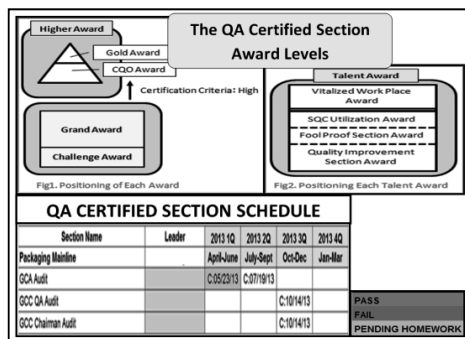 The QA Certified Section
Award Levels
Higher Award
Gold Award
CQO Award
Certification Criteria: High
Grand Award
Challenge Award
Fig1. Positioning of Each Award
Talent Award
Vitalized Work Place
Award
SQC Utilization Award
Fool Proof Section Award
Quality Improvement
Section Award
Fig2. Positioning Each Talent Award
QA CERTIFIED SECTION SCHEDULE
Section Name Leader 2013 1Q 2013 2Q 2013 3Q 2013 4Q
Packaging Mainline April-June July-Sept Oct-Dec Jan-Mar
GCA Audit C:05/23/13 C:07/19/13
GCC QA Audit C:10/14/13
GCC Chairman Audit C:10/14/13
PASS
FAIL
PENDING HOMEWORK